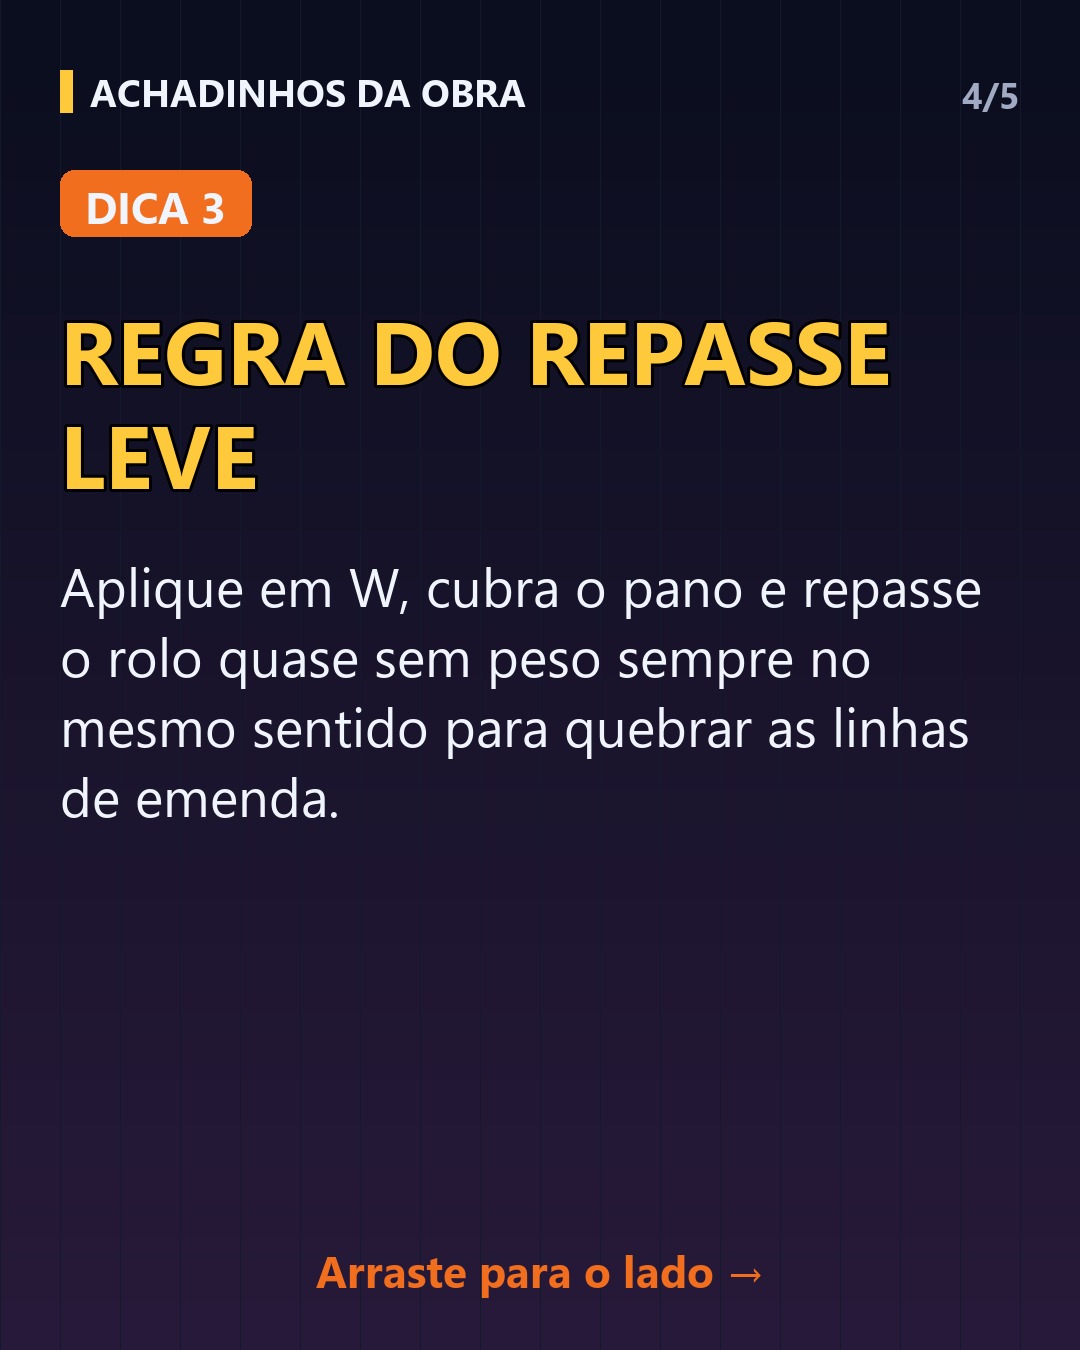 ACHADINHOS DA OBRA
4/5
DICA 3
REGRA DO REPASSE
LEVE
Aplique em W, cubra o pano e repasse
o rolo quase sem peso sempre no
mesmo sentido para quebrar as linhas
de emenda.
Arraste para o lado →